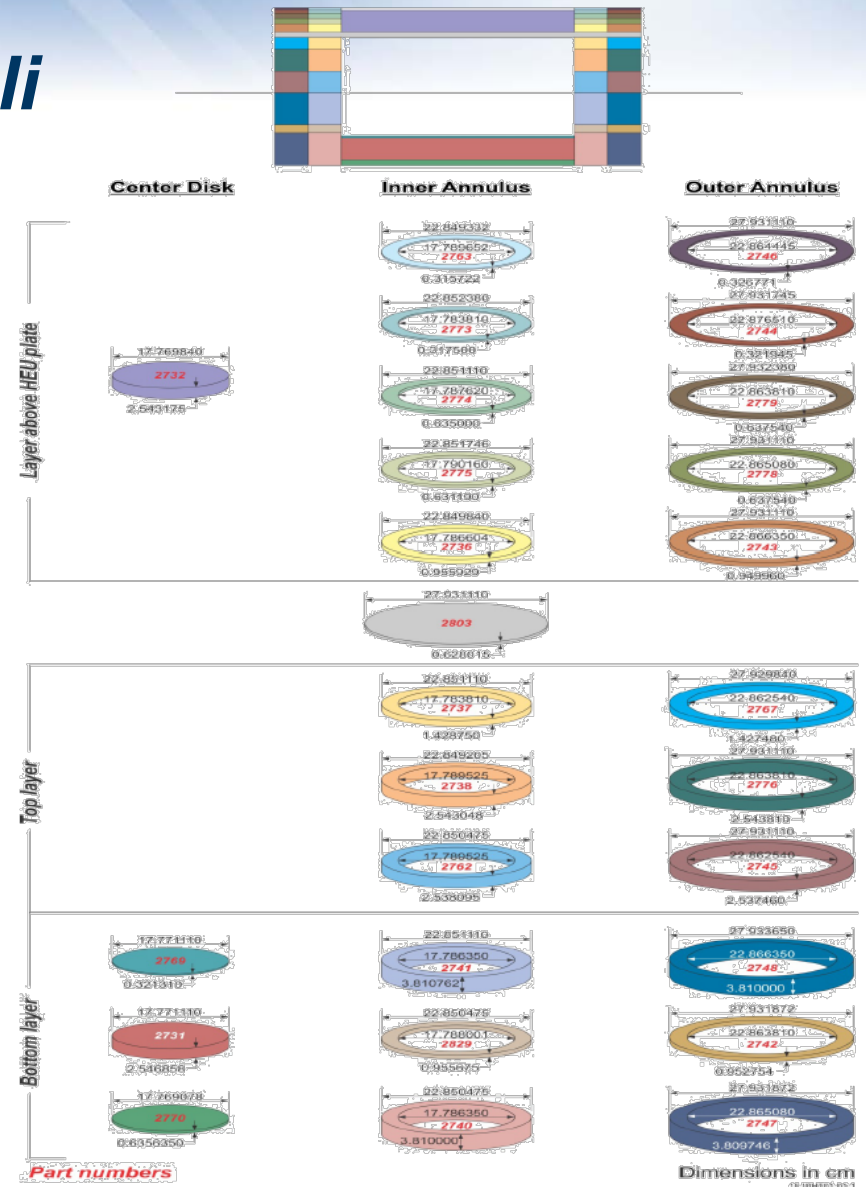 li
Center Disk Inner Annulus Outer Annulus
Layer above HEU plate
22.849332 27.931110
17.789652 22.864445
2763 2746
0.315722 0.326771
22.852380 27.931745
17.783810 22.876510
2773 2744
0.317500 0.321945
17.769840
2732
2.543175
22.851110 27.932380
17.787620 22.863810
2774 2779
0.635000 0.637540
22.851746 27.931110
17.790160 22.865080
2775 2778
0.631190 0.637540
22.849840 27.931110
17.786604 22.866350
2736 2743
0.955929 0.949960
27.931110
2803
0.628015
Top layer
22.851110 27.929840
17.783810 22.862540
2737 2767
1.428750 1.427480
22.849205 27.931110
17.789525 22.863810
2738 2776
2.543048 2.543810
22.850475 27.931110
17.789525 22.862540
2762 2745
2.538095 2.537460
Bottom layer
17.771110 22.851110 27.933650
17.786350 22.866350
2769 2741 2748
0.321310 3.810762 3.810000
17.771110 22.850475 27.931872
17.788001 22.863810
2731 2829 2742
2.546858 0.955675 0.952754
17.769078 22.850475 27.931872
17.786350 22.865080
2770 2740 2747
0.6356350 3.810000 3.809746
Part numbers Dimensions in cm